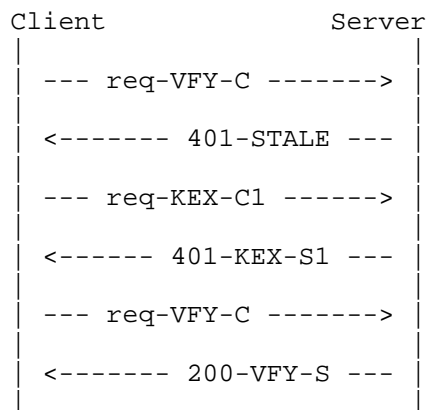 Client Server
--- req-VFY-C ------->
<------- 401-STALE ---
--- req-KEX-C1 ------>
<------ 401-KEX-S1 ---
--- req-VFY-C ------->
<------- 200-VFY-S ---